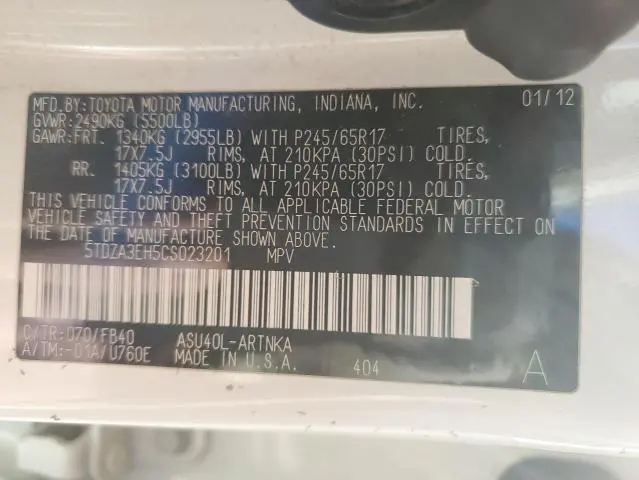 MFD.BY:TOYOTA MOTOR MANUFACTURING, INDIANA, INC. 01/12
GVWR:2490KG (5500LB)
GAWR:FRT. 1340KG (2955LB) WITH P245/65R17 TIRES,
17X7.5J RIMS, AT 210KPA (30PSI) COLD.
RR. 1405KG (3100LB) WITH P245/65R17 TIRES,
17X7.5J RIMS, AT 210KPA (30PSI) COLD.
THIS VEHICLE CONFORMS TO ALL APPLICABLE FEDERAL MOTOR
VEHICLE SAFETY AND THEFT PREVENTION STANDARDS IN EFFECT ON
THE DATE OF MANUFACTURE SHOWN ABOVE.
5TDZA3EH5CS023201 MPV
C/TR:070/FB40 ASU40L-ARTNKA
A/TM:-01A/U760E MADE IN U.S.A. 404 A